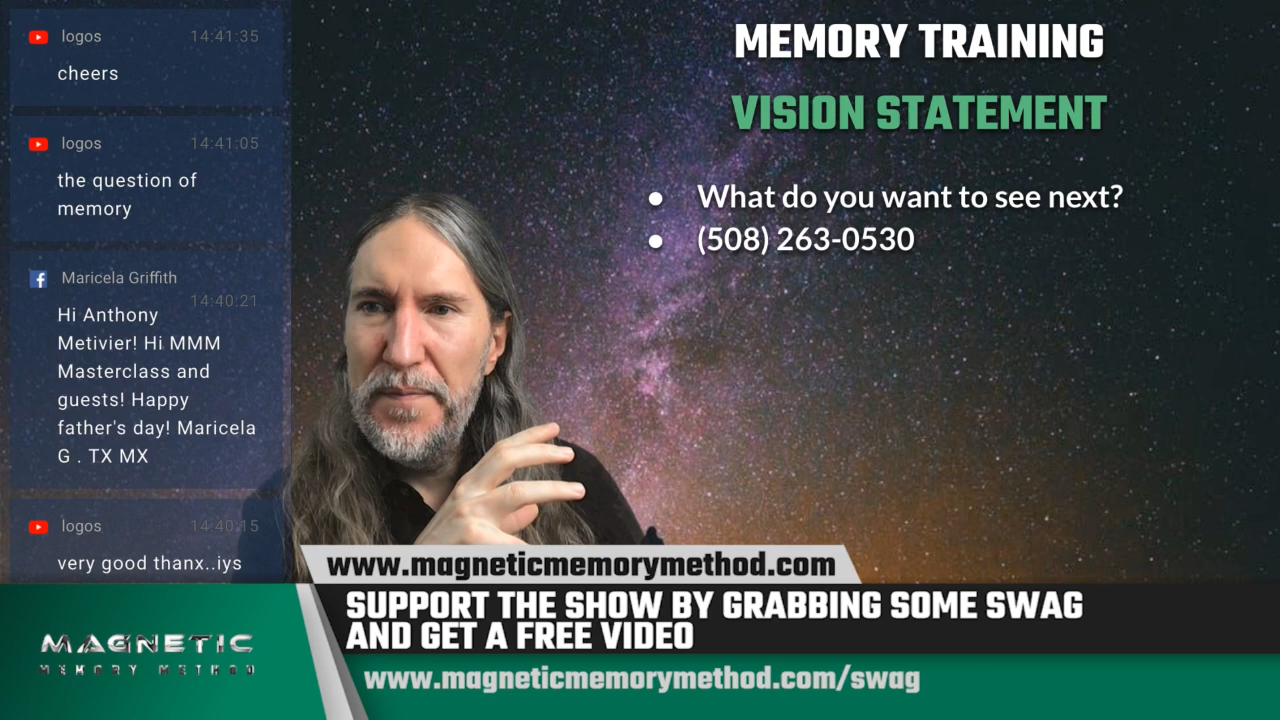 logos 14:41:35
cheers
logos 14:41:05
the question of
memory
Maricela Griffith
14:40:21
Hi Anthony
Metivier! Hi MMM
Masterclass and
guests! Happy
father's day! Maricela
G . TX MX
logos 14:40:15
very good thanx..iys
MEMORY TRAINING
VISION STATEMENT
• What do you want to see next?
• (508) 263-0530
www.magneticmemorymethod.com
SUPPORT THE SHOW BY GRABBING SOME SWAG
AND GET A FREE VIDEO
www.magneticmemorymethod.com/swag
MAGNETIC
MEMORY METHOD